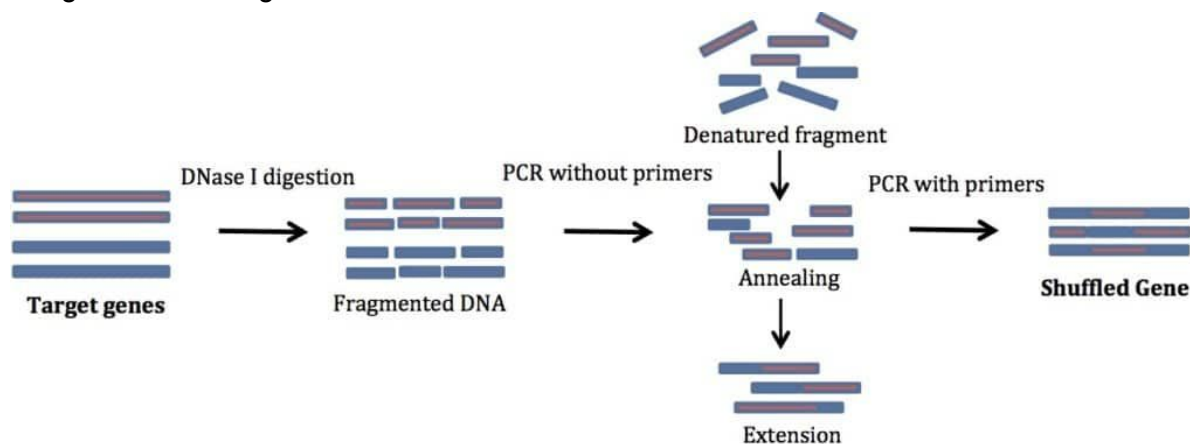 Denatured fragment
DNase I digestion
PCR without primers
PCR with primers
Target genes
Fragmented DNA
Annealing
Shuffled Gene
Extension